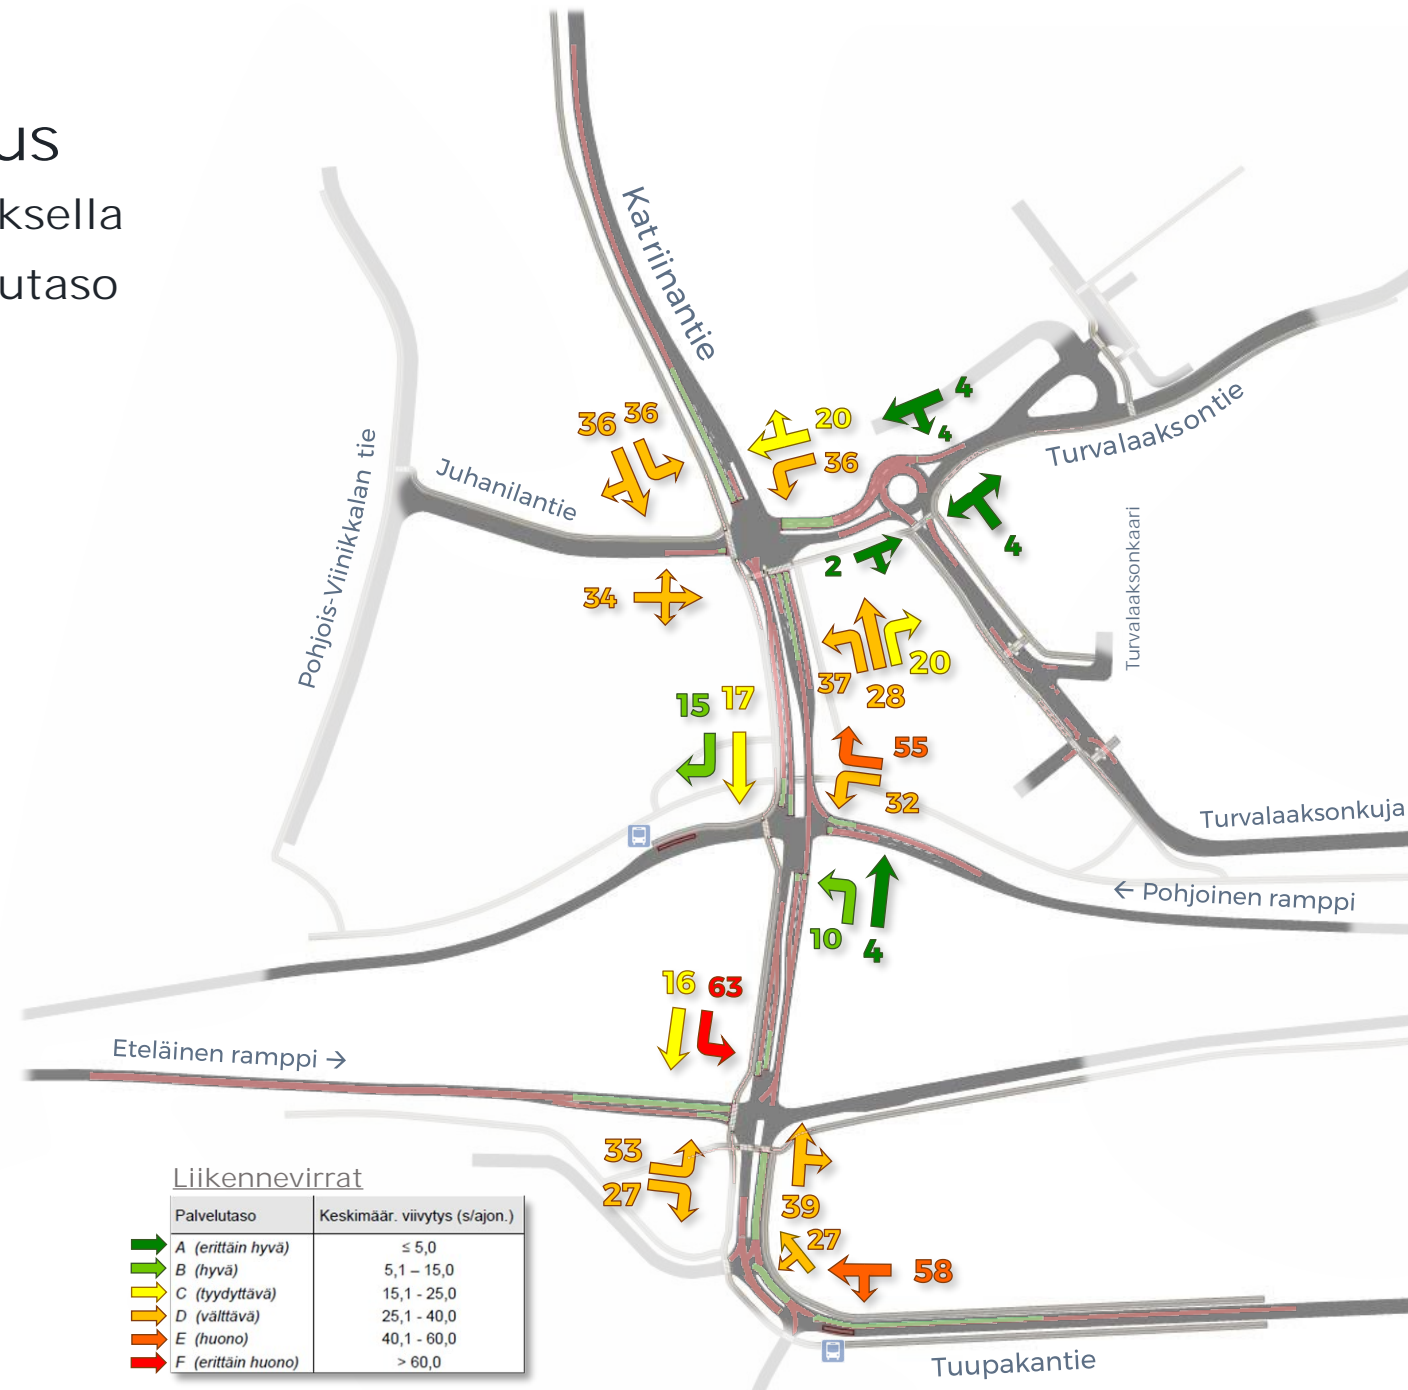 us
ksella
utaso
Katriinantie
Juhanilantie
Pohjois-Viinikkalan tie
Turvalaaksontie
Turvalaaksonkaari
Turvalaaksonkuja
← Pohjoinen ramppi
Eteläinen ramppi →
Tuupakantie
36 36
20
36
4
4
4
2
34
37
28
20
15 17
55
32
10
4
16 63
33
27
39
27
58
Liikennevirrat
Palvelutaso Keskimäär. viivytys (s/ajon.)
A (erittäin hyvä) ≤ 5,0
B (hyvä) 5,1 – 15,0
C (tyydyttävä) 15,1 - 25,0
D (välttävä) 25,1 - 40,0
E (huono) 40,1 - 60,0
F (erittäin huono) > 60,0